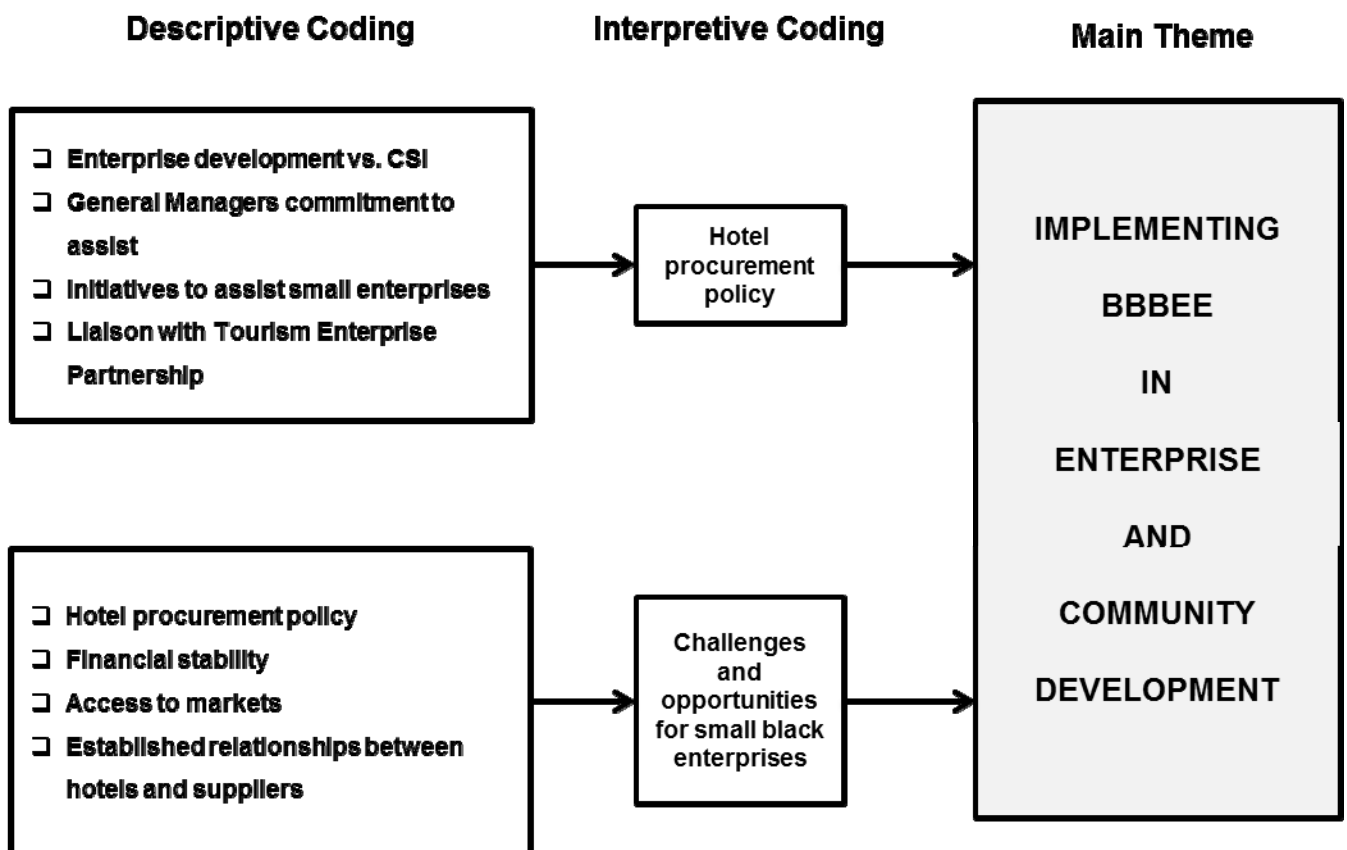 Descriptive Coding
Interpretive Coding
Main Theme
❑ Enterprise development vs. CSI
❑ General Managers commitment to
assist
❑ Initiatives to assist small enterprises
❑ Liaison with Tourism Enterprise
Partnership
Hotel
procurement
policy
❑ Hotel procurement policy
❑ Financial stability
❑ Access to markets
❑ Established relationships between
hotels and suppliers
Challenges
and
opportunities
for small black
enterprises
IMPLEMENTING
BBBEE
IN
ENTERPRISE
AND
COMMUNITY
DEVELOPMENT